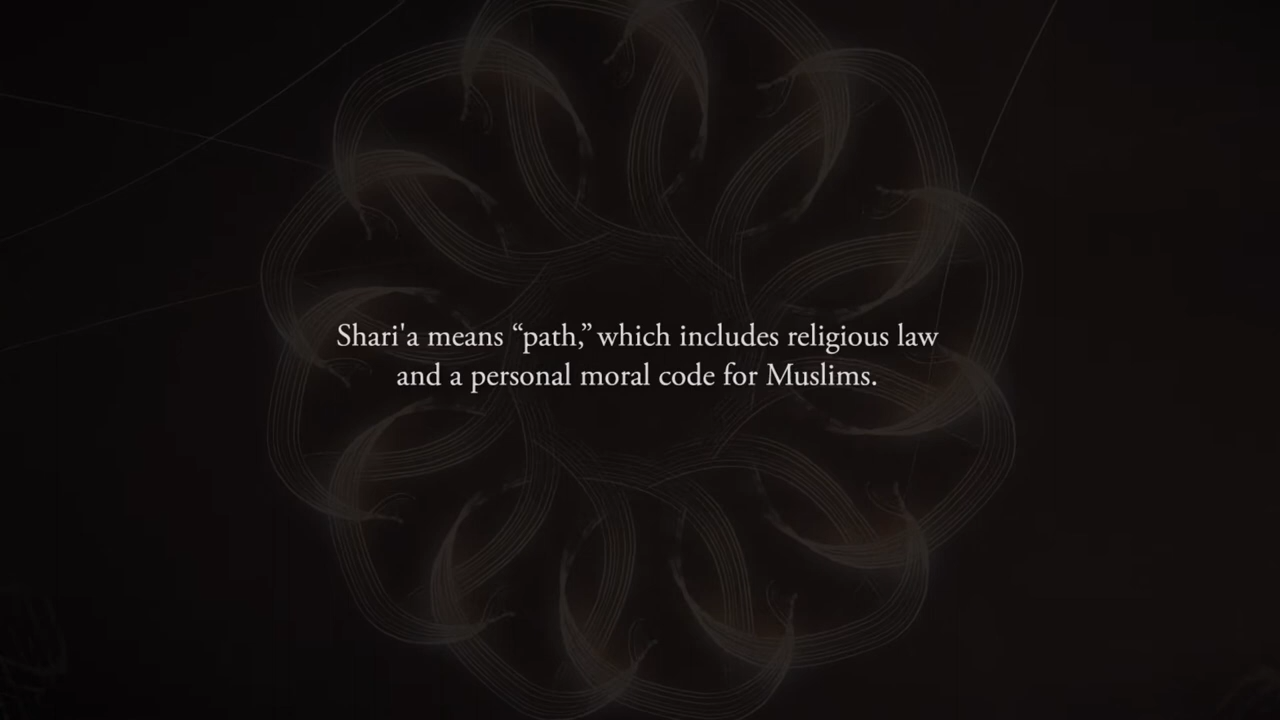 Shari'a means “path,” which includes religious law
and a personal moral code for Muslims.